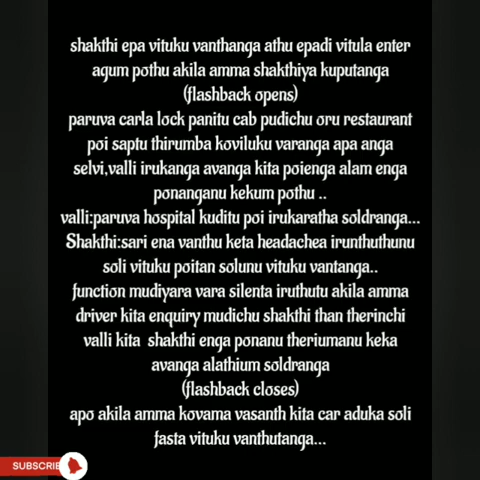 shakthi epa vituku vanthanga athu epadi vitula enter
agum pothu akila amma shakthiya kuputanga
(flashback opens)
paruva carla lock panitu cab pudichu oru restaurant
poi saptu thirumba koviluku varanga apa anga
selvi,valli irukanga avanga kita poienga alam enga
ponanganu kekum pothu ..
valli:paruva hospital kuditu poi irukaratha soldranga...
Shakthi:sari ena vanthu keta headachea irunthuthunu
soli vituku poitan solunu vituku vantanga..
function mudiyara vara silenta iruthutu akila amma
driver kita enquiry mudichu shakthi than therinchi
valli kita shakthi enga ponanu theriumanu keka
avanga alathium soldranga
(flashback closes)
apo akila amma kovama vasanth kita car aduka soli
fasta vituku vanthutanga...
SUBSCRIBE